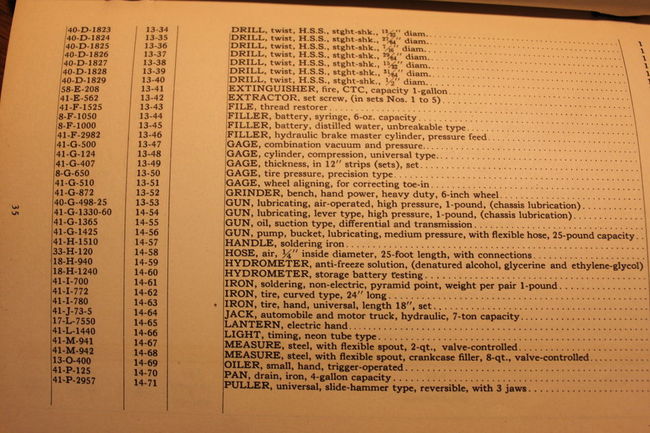 40-D-1823 13-34 DRILL, twist, H.S.S., stght-shk., 13/32" diam.
40-D-1824 13-35 DRILL, twist, H.S.S., stght-shk., 27/64" diam.
40-D-1825 13-36 DRILL, twist, H.S.S., stght-shk., 7/16" diam.
40-D-1826 13-37 DRILL, twist, H.S.S., stght-shk., 29/64" diam.
40-D-1827 13-38 DRILL, twist, H.S.S., stght-shk., 15/32" diam.
40-D-1828 13-39 DRILL, twist, H.S.S., stght-shk., 31/64" diam.
40-D-1829 13-40 DRILL, twist, H.S.S., stght-shk., 1/2" diam.
58-E-208 13-41 EXTINGUISHER, fire, CTC, capacity 1-gallon
41-E-562 13-42 EXTRACTOR, set screw, (in sets Nos. 1 to 5)
41-F-1525 13-43 FILE, thread restorer
8-F-1050 13-44 FILLER, battery, syringe, 6-oz. capacity
8-F-1000 13-45 FILLER, battery, distilled water, unbreakable type
41-F-2982 13-46 FILLER, hydraulic brake master cylinder, pressure feed
41-G-500 13-47 GAGE, combination vacuum and pressure
41-G-124 13-48 GAGE, cylinder, compression, universal type
41-G-407 13-49 GAGE, thickness, in 12" strips (sets), set
8-G-650 13-50 GAGE, tire pressure, precision type
41-G-510 13-51 GAGE, wheel aligning, for correcting toe-in
41-G-872 13-52 GRINDER, bench, hand power, heavy duty, 6-inch wheel
40-G-498-25 13-53 GUN, lubricating, air-operated, high pressure, 1-pound, (chassis lubrication)
41-G-1330-60 14-54 GUN, lubricating, lever type, high pressure, 1-pound, (chassis lubrication)
41-G-1365 14-55 GUN, oil, suction type, differential and transmission
41-G-1425 14-56 GUN, pump, bucket, lubricating, medium pressure, with flexible hose, 25-pound capacity
41-H-1510 14-57 HANDLE, soldering iron
33-H-120 14-58 HOSE, air, 1/4" inside diameter, 25-foot length, with connections
18-H-940 14-59 HYDROMETER, anti-freeze solution, (denatured alcohol, glycerine and ethylene-glycol)
18-H-1240 14-60 HYDROMETER, storage battery testing
41-I-700 14-61 IRON, soldering, non-electric, pyramid point, weight per pair 1-pound
41-I-772 14-62 IRON, tire, curved type, 24" long
41-I-780 14-63 IRON, tire, hand, universal, length 18", set
41-J-73-5 14-64 JACK, automobile and motor truck, hydraulic, 7-ton capacity
17-L-7550 14-65 LANTERN, electric hand
41-L-1440 14-66 LIGHT, timing, neon tube type
41-M-941 14-67 MEASURE, steel, with flexible spout, 2-qt., valve-controlled
41-M-942 14-68 MEASURE, steel, with flexible spout, crankcase filler, 8-qt., valve-controlled
13-O-400 14-69 OILER, small, hand, trigger-operated
41-P-125 14-70 PAN, drain, iron, 4-gallon capacity
41-P-2957 14-71 PULLER, universal, slide-hammer type, reversible, with 3 jaws
35